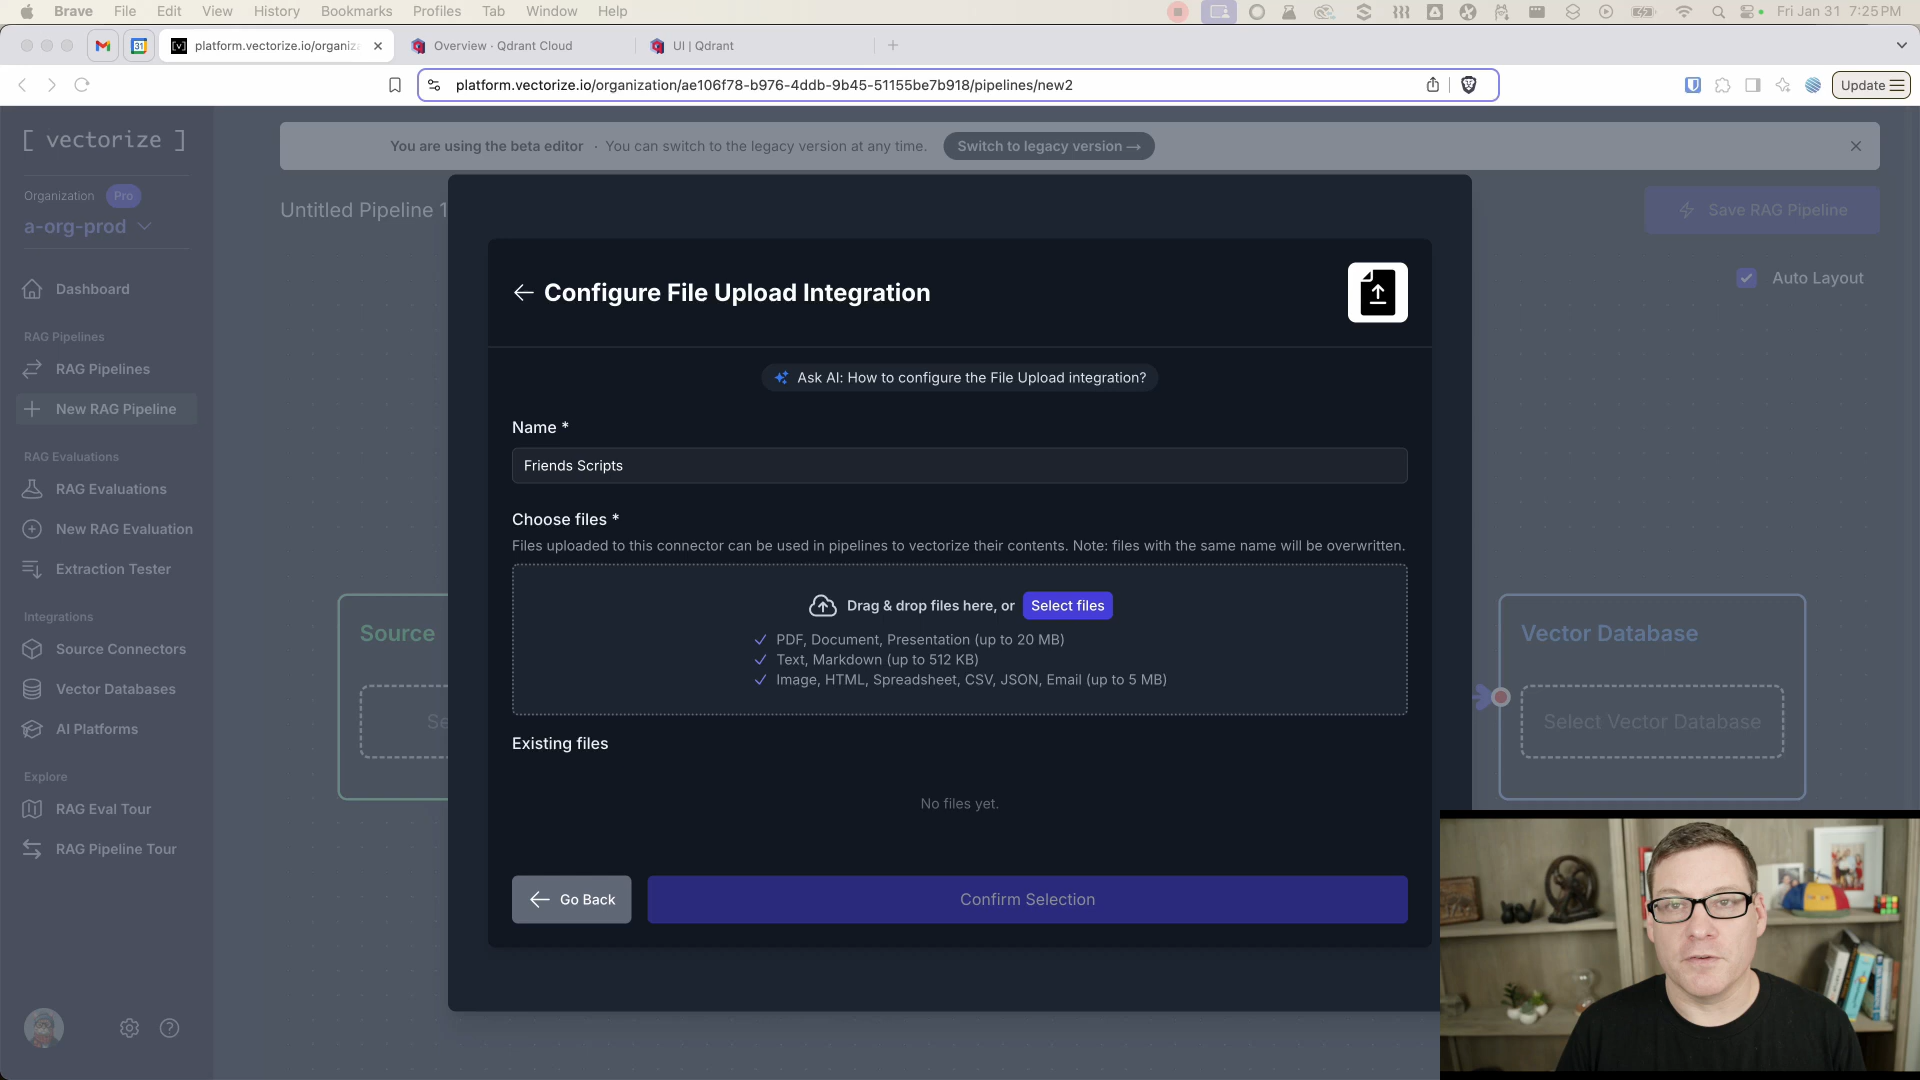 Brave File Edit View History Bookmarks Profiles Tab Window Help Fri Jan 31 7:25 PM
platform.vectorize.io/organiz Overview · Qdrant Cloud UI | Qdrant
platform.vectorize.io/organization/ae106f78-b976-4ddb-9b45-51155be7b918/pipelines/new2 Update
[ vectorize ]
You are using the beta editor · You can switch to the legacy version at any time. Switch to legacy version →
Organization Pro
a-org-prod
Untitled Pipeline 1
Save RAG Pipeline
Auto Layout
Dashboard
RAG Pipelines
RAG Pipelines
New RAG Pipeline
RAG Evaluations
RAG Evaluations
New RAG Evaluation
Extraction Tester
Integrations
Source Connectors
Vector Databases
AI Platforms
Explore
RAG Eval Tour
RAG Pipeline Tour
Source
Se
Configure File Upload Integration
Ask AI: How to configure the File Upload integration?
Name *
Friends Scripts
Choose files *
Files uploaded to this connector can be used in pipelines to vectorize their contents. Note: files with the same name will be overwritten.
Drag & drop files here, or Select files
PDF, Document, Presentation (up to 20 MB)
Text, Markdown (up to 512 KB)
Image, HTML, Spreadsheet, CSV, JSON, Email (up to 5 MB)
Existing files
No files yet.
Go Back Confirm Selection
Vector Database
Select Vector Database